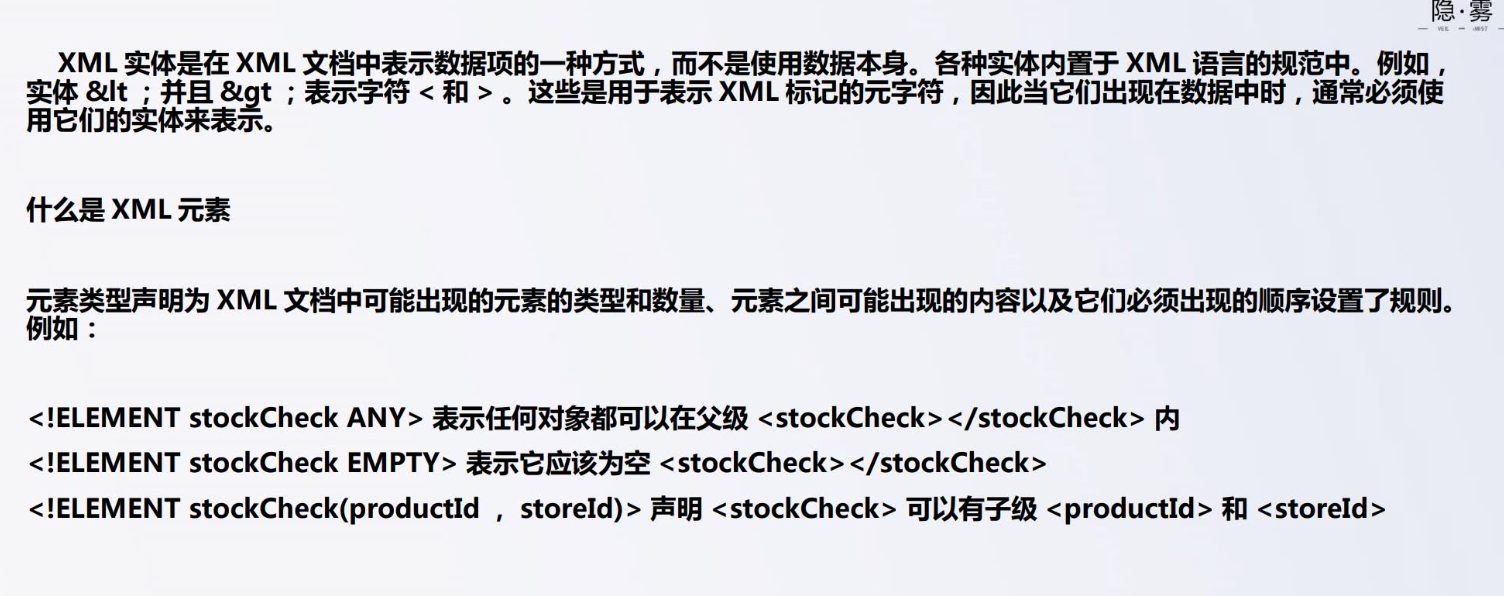 隐·雾
XML 实体是在 XML 文档中表示数据项的一种方式，而不是使用数据本身。各种实体内置于 XML 语言的规范中。例如，
实体 &lt ；并且 &gt ；表示字符 < 和 > 。这些是用于表示 XML 标记的元字符，因此当它们出现在数据中时，通常必须使
用它们的实体来表示。
什么是 XML 元素
元素类型声明为 XML 文档中可能出现的元素的类型和数量、元素之间可能出现的内容以及它们必须出现的顺序设置了规则。
例如：
<!ELEMENT stockCheck ANY> 表示任何对象都可以在父级 <stockCheck></stockCheck> 内
<!ELEMENT stockCheck EMPTY> 表示它应该为空 <stockCheck></stockCheck>
<!ELEMENT stockCheck(productId ，storeId)> 声明 <stockCheck> 可以有子级 <productId> 和 <storeId>